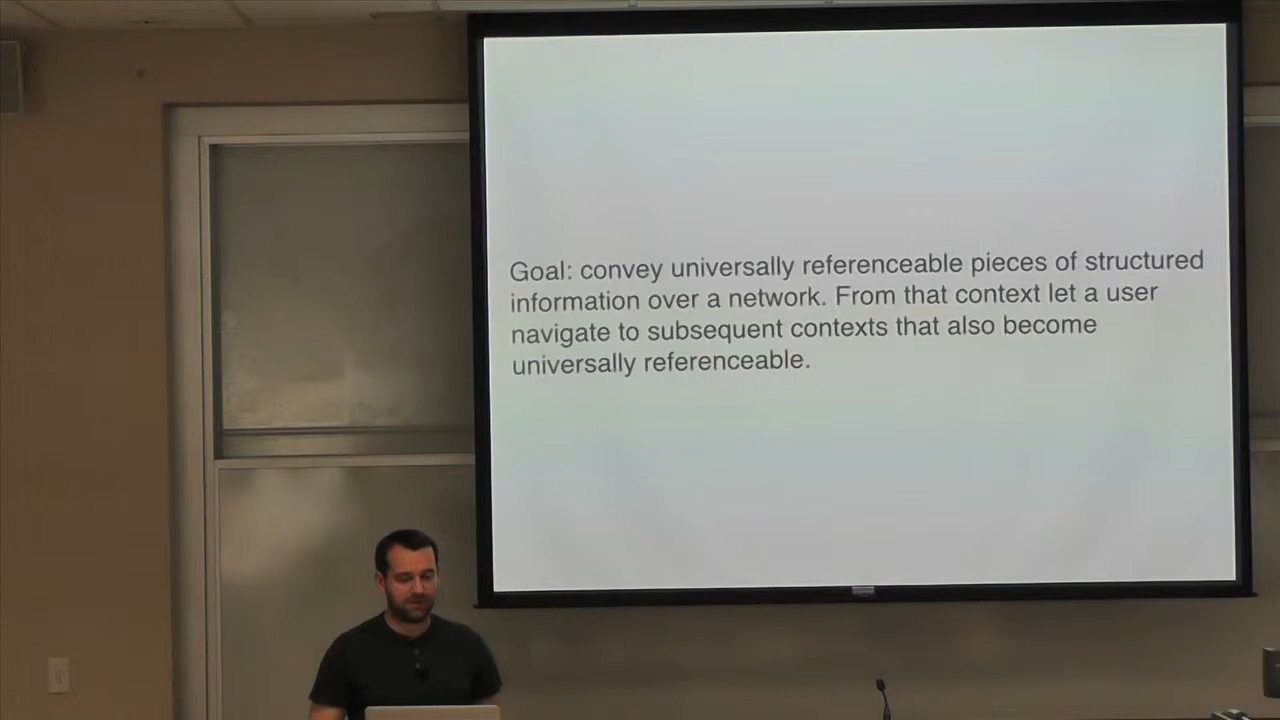 Goal: convey universally referenceable pieces of structured
information over a network. From that context let a user
navigate to subsequent contexts that also become
universally referenceable.